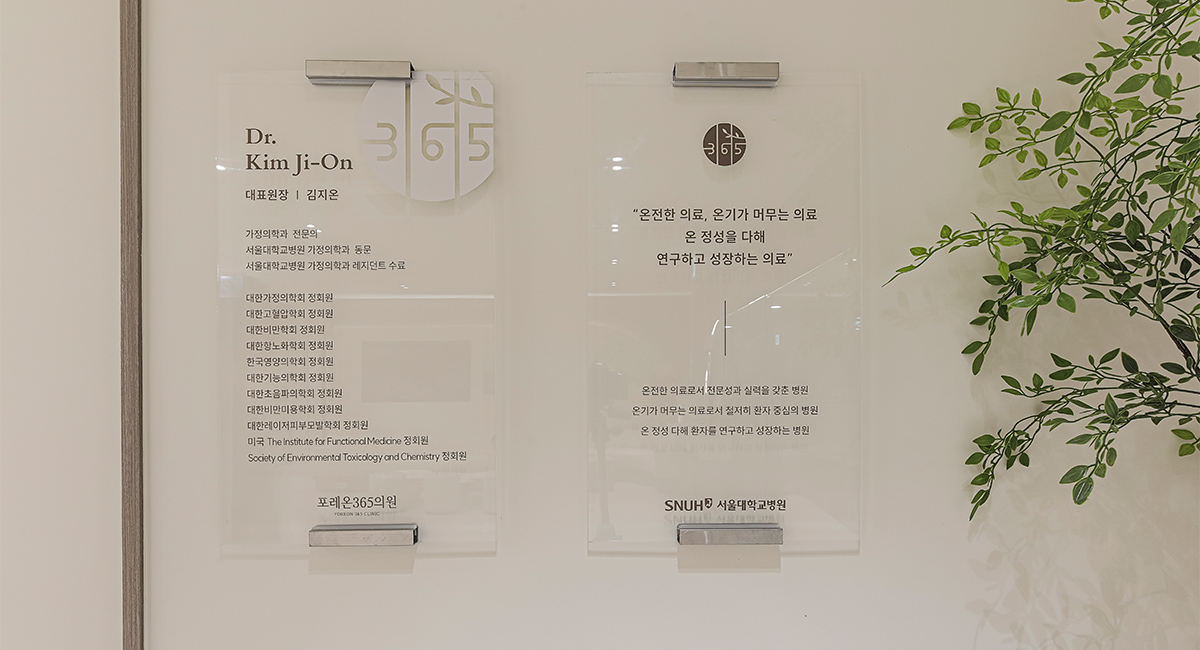 365
Dr.
Kim Ji-On
대표원장 | 김지온
가정의학과 전문의
서울대학교병원 가정의학과 동문
서울대학교병원 가정의학과 레지던트 수료
대한가정의학회 정회원
대한고혈압학회 정회원
대한비만학회 정회원
대한항노화학회 정회원
한국영양의학회 정회원
대한기능의학회 정회원
대한초음파의학회 정회원
대한비만미용학회 정회원
대한레이저피부모발학회 정회원
미국 The Institute for Functional Medicine 정회원
Society of Environmental Toxicology and Chemistry 정회원
포레온365의원
FOREON 365 CLINIC
365
“온전한 의료, 온기가 머무는 의료
온 정성을 다해
연구하고 성장하는 의료”
온전한 의료로서 전문성과 실력을 갖춘 병원
온기가 머무는 의료로서 철저히 환자 중심의 병원
온 정성 다해 환자를 연구하고 성장하는 병원
SNUH 서울대학교병원